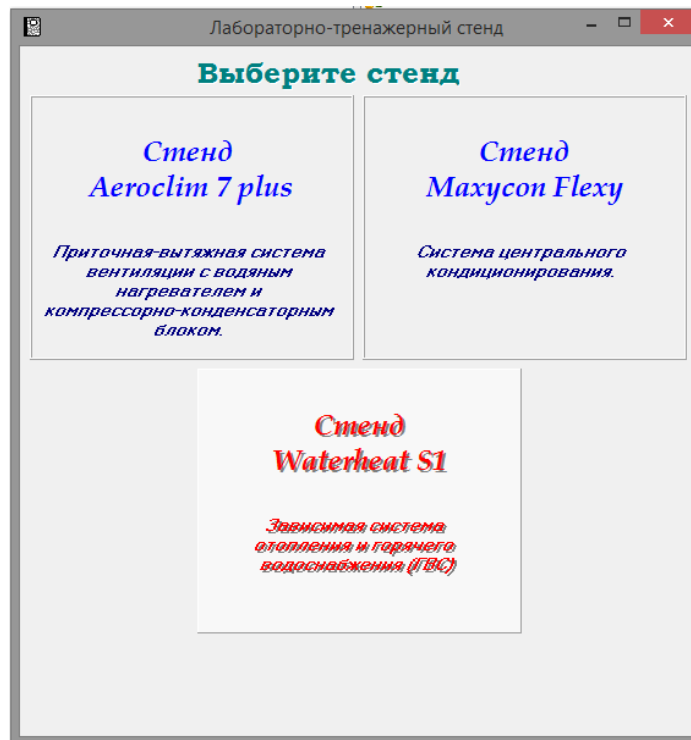 Лабораторно-тренажерный стенд
Выберите стенд
Стенд
Aeroclim 7 plus
Приточная-вытяжная система
вентиляции с водяным
нагревателем и
компрессорно-конденсаторным
блоком.
Стенд
Maxycon Flexy
Система центрального
кондиционирования.
Стенд
Waterheat S1
Зависимая система
отопления и горячего
водоснабжения (ГВС)